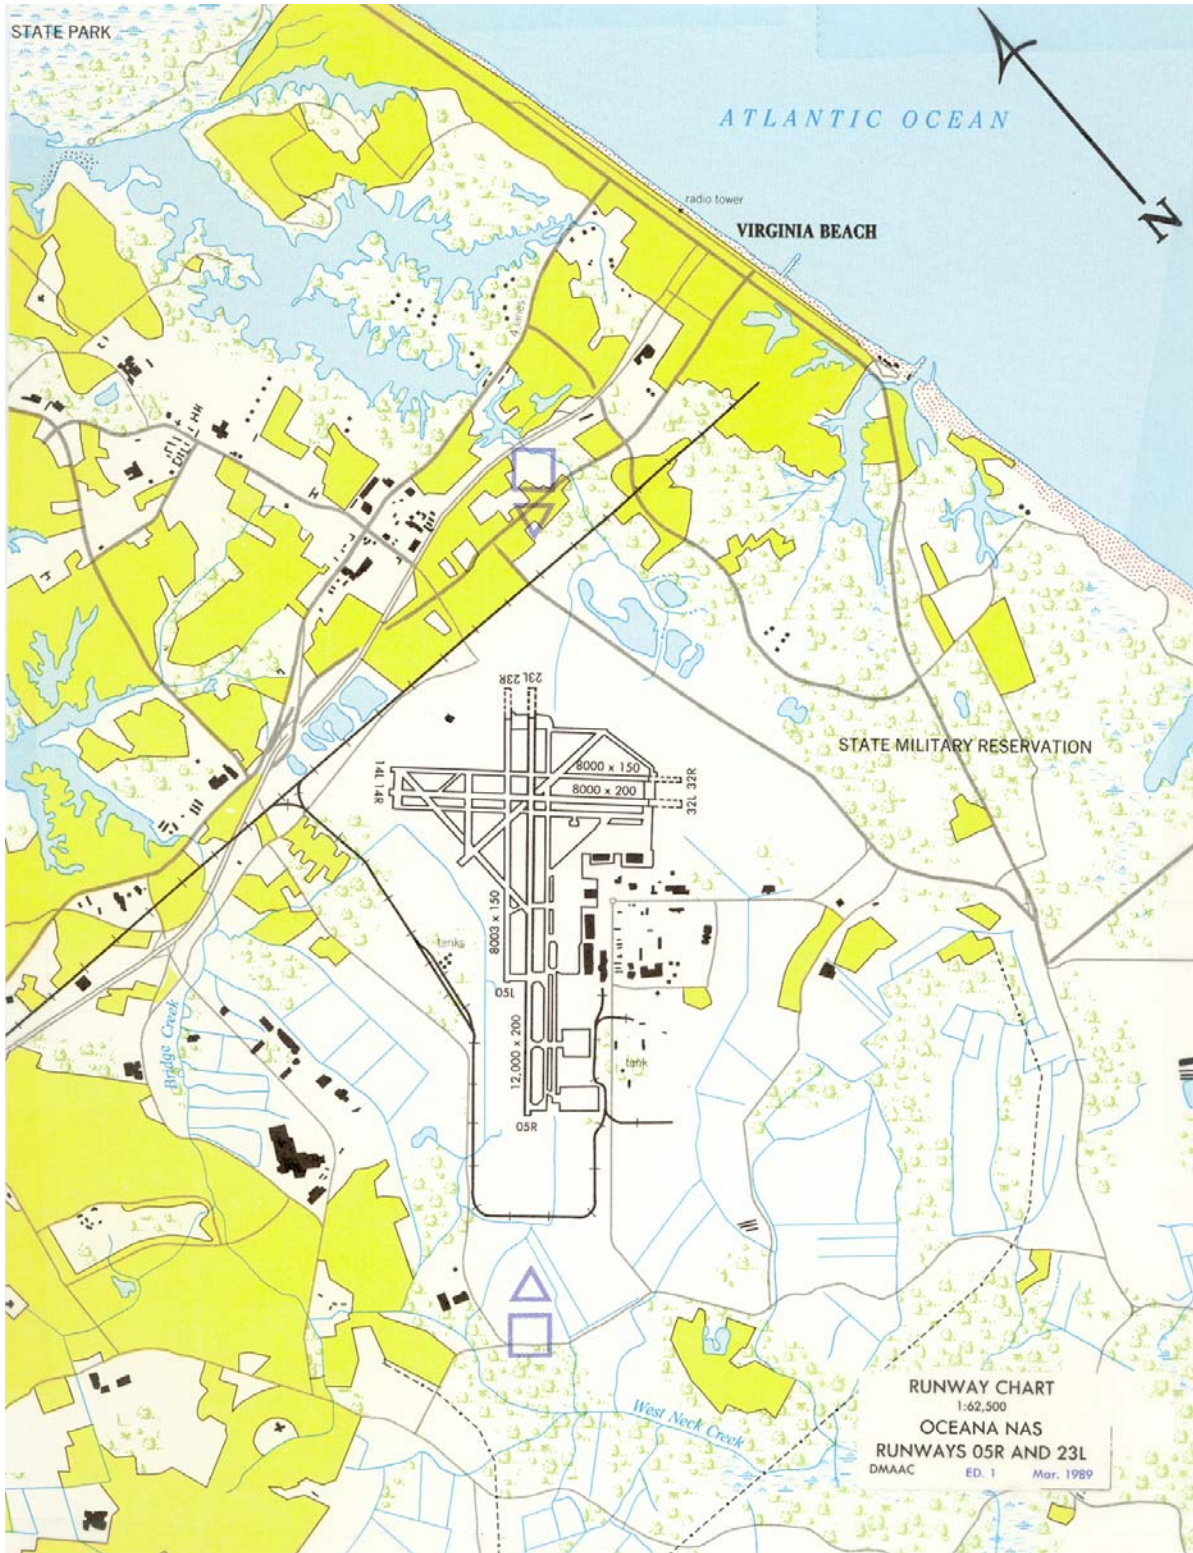 STATE PARK
ATLANTIC OCEAN
N
radio tower
VIRGINIA BEACH
4 lanes
23R
23L
STATE MILITARY RESERVATION
14L
14R
8000 x 150
8000 x 200
32R
32L
8003 x 150
tanks
05L
12,000 x 200
Bridge Creek
tank
05R
West Neck Creek
RUNWAY CHART
1:62,500
OCEANA NAS
RUNWAYS 05R AND 23L
DMAAC ED. 1 Mar. 1989